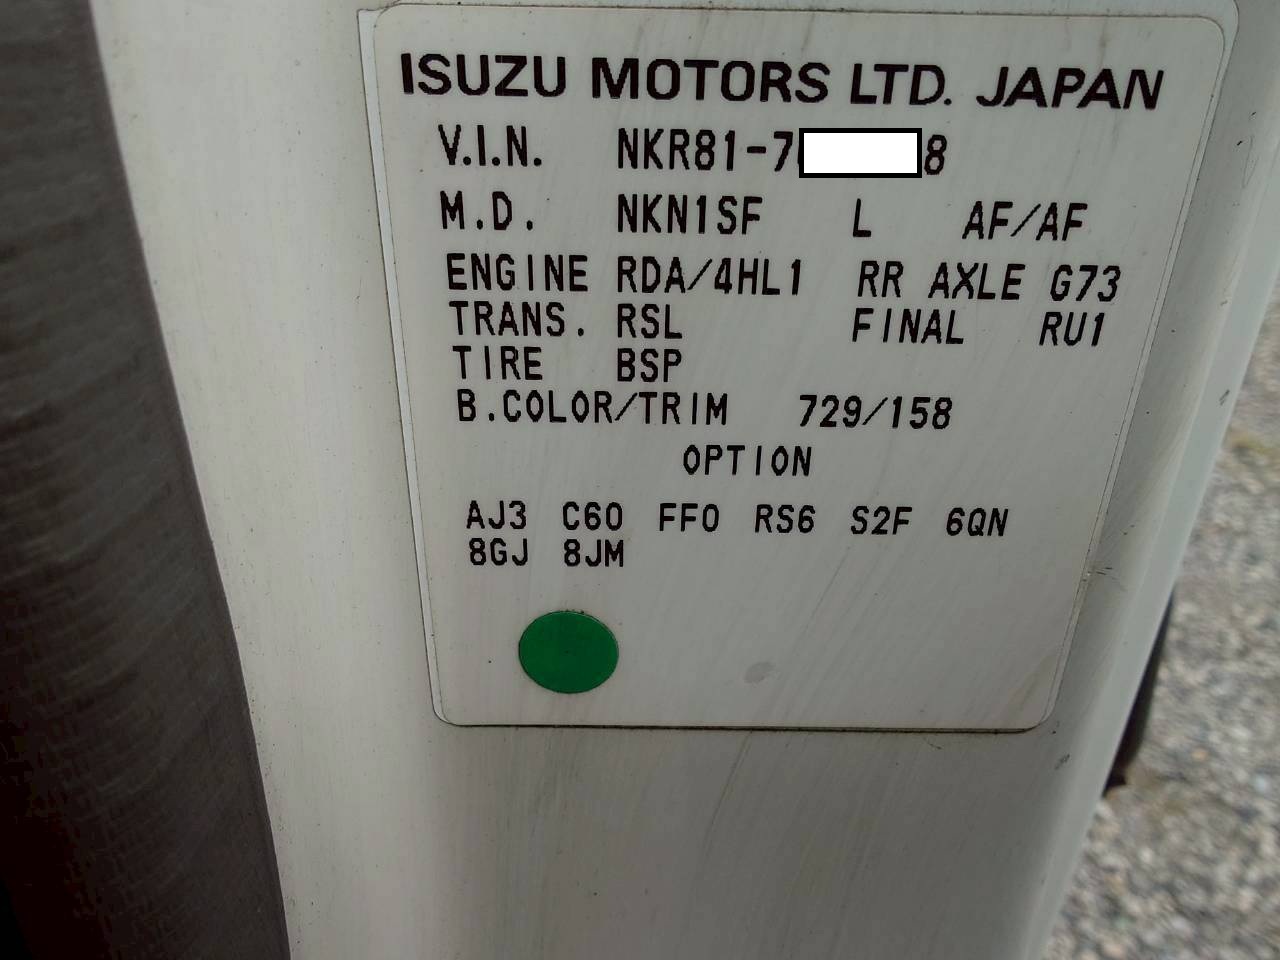 ISUZU MOTORS LTD. JAPAN
V.I.N. NKR81-7 8
M.D. NKN1SF L AF/AF
ENGINE RDA/4HL1 RR AXLE G73
TRANS. RSL FINAL RU1
TIRE BSP
B.COLOR/TRIM 729/158
OPTION
AJ3 C60 FF0 RS6 S2F 6QN
8GJ 8JM